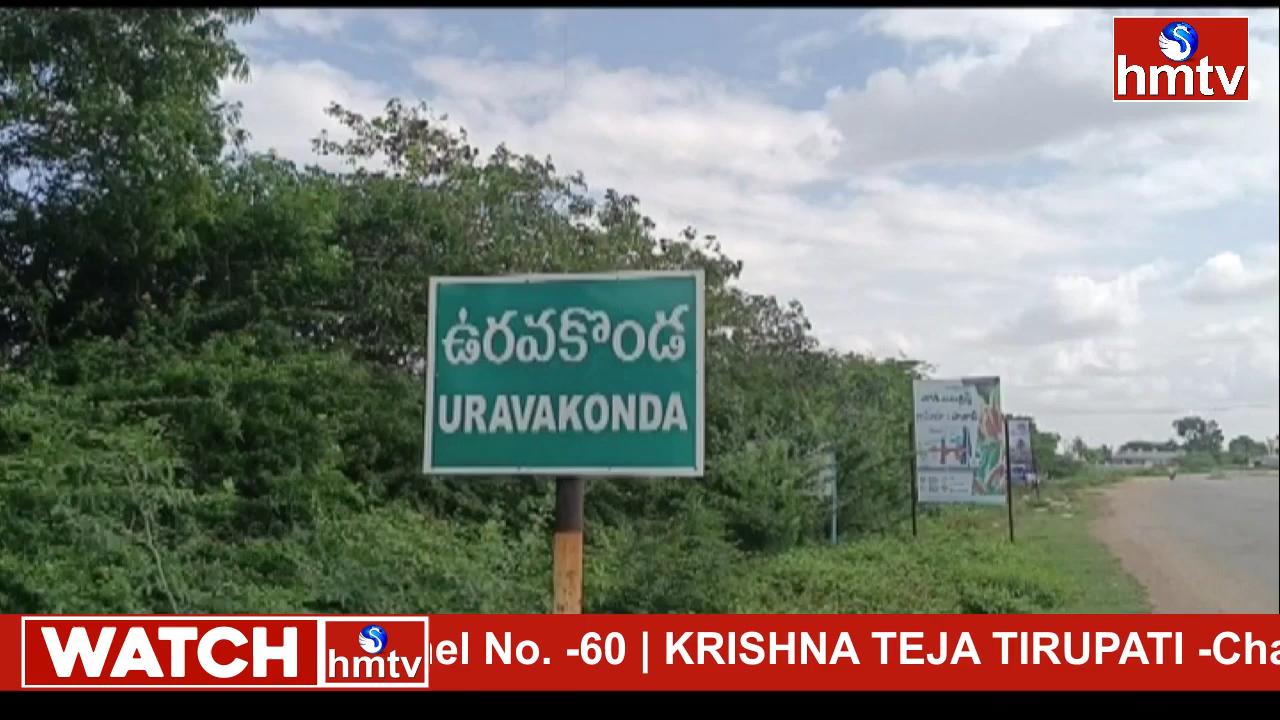 hmtv
ఉరవకొండ
URAVAKONDA
WATCH hmtv el No. -60 | KRISHNA TEJA TIRUPATI -Cha